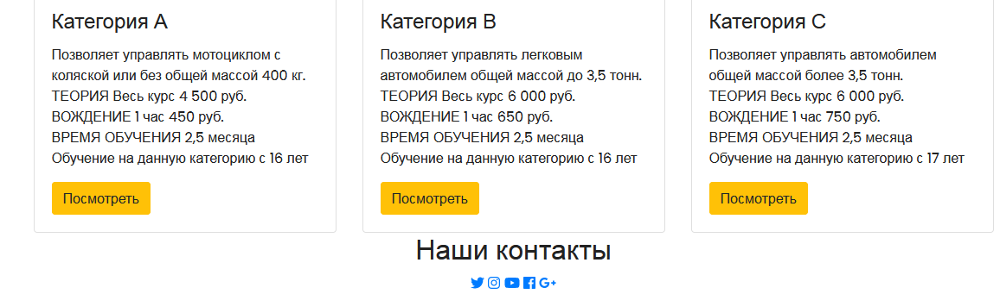 Категория А
Позволяет управлять мотоциклом с
коляской или без общей массой 400 кг.
ТЕОРИЯ Весь курс 4 500 руб.
ВОЖДЕНИЕ 1 час 450 руб.
ВРЕМЯ ОБУЧЕНИЯ 2,5 месяца
Обучение на данную категорию с 16 лет
Посмотреть
Категория B
Позволяет управлять легковым
автомобилем общей массой до 3,5 тонн.
ТЕОРИЯ Весь курс 6 000 руб.
ВОЖДЕНИЕ 1 час 650 руб.
ВРЕМЯ ОБУЧЕНИЯ 2,5 месяца
Обучение на данную категорию с 16 лет
Посмотреть
Категория C
Позволяет управлять автомобилем
общей массой более 3,5 тонн.
ТЕОРИЯ Весь курс 6 000 руб.
ВОЖДЕНИЕ 1 час 750 руб.
ВРЕМЯ ОБУЧЕНИЯ 2,5 месяца
Обучение на данную категорию с 17 лет
Посмотреть
Наши контакты